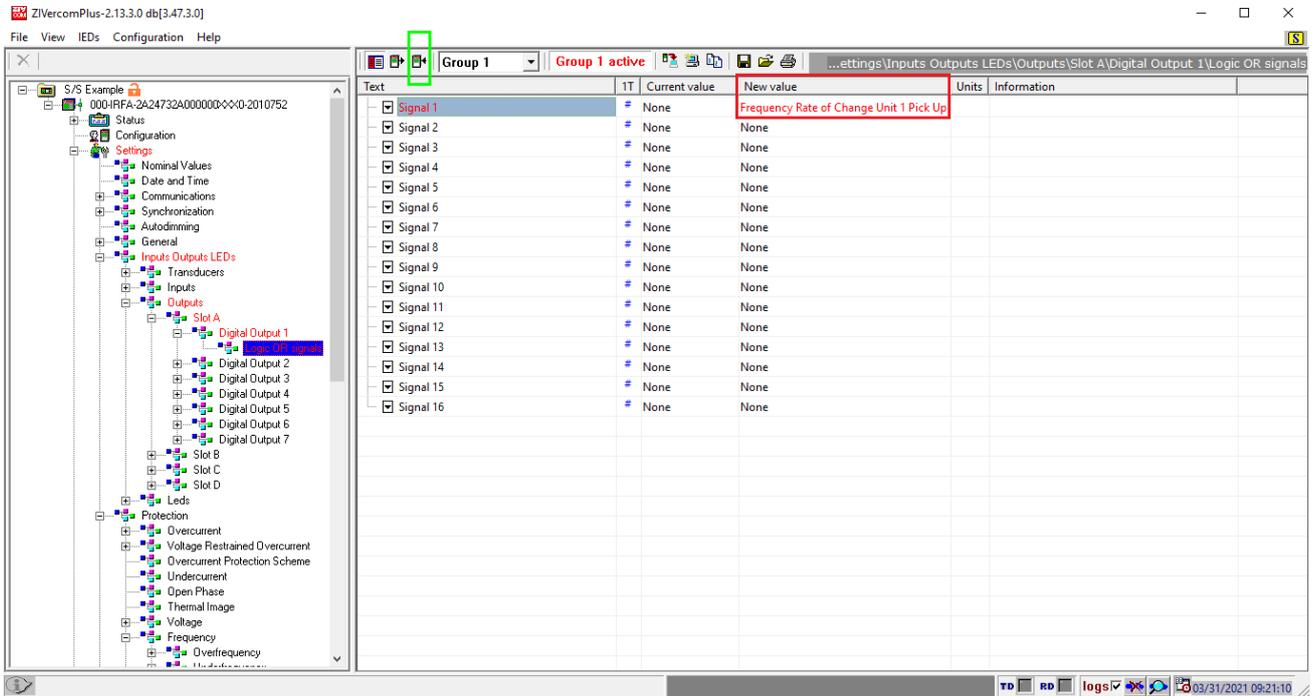 ZIVercomPlus-2.13.3.0 db[3.47.3.0]
File View IEDs Configuration Help
S
Group 1 Group 1 active ...ettings\Inputs Outputs LEDs\Outputs\Slot A\Digital Output 1\Logic OR signals
S/S Example
000-IRFA-2A24732A000000XXX0-2010752
Status
Configuration
Settings
Nominal Values
Date and Time
Communications
Synchronization
Autodimming
General
Inputs Outputs LEDs
Transducers
Inputs
Outputs
Slot A
Digital Output 1
Logic OR signals
Digital Output 2
Digital Output 3
Digital Output 4
Digital Output 5
Digital Output 6
Digital Output 7
Slot B
Slot C
Slot D
Leds
Protection
Overcurrent
Voltage Restrained Overcurrent
Overcurrent Protection Scheme
Undercurrent
Open Phase
Thermal Image
Voltage
Frequency
Overfrequency
Text 1T Current value New value Units Information
Signal 1 # None Frequency Rate of Change Unit 1 Pick Up
Signal 2 # None None
Signal 3 # None None
Signal 4 # None None
Signal 5 # None None
Signal 6 # None None
Signal 7 # None None
Signal 8 # None None
Signal 9 # None None
Signal 10 # None None
Signal 11 # None None
Signal 12 # None None
Signal 13 # None None
Signal 14 # None None
Signal 15 # None None
Signal 16 # None None
TD RD logs 03/31/2021 09:21:10